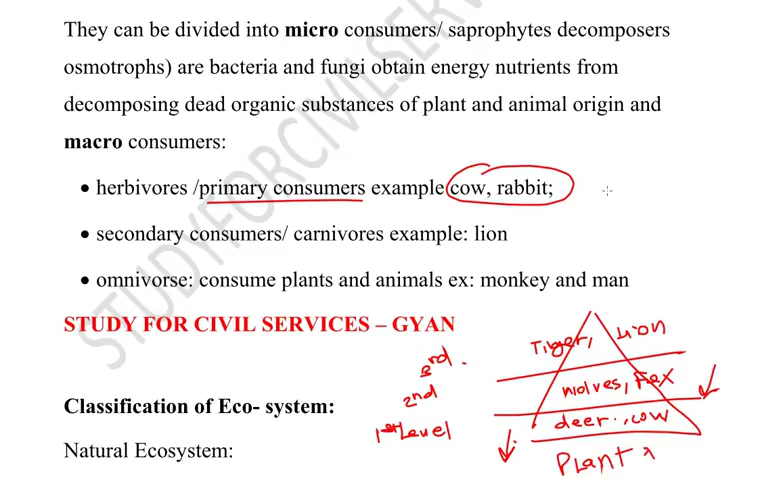 They can be divided into micro consumers/ saprophytes decomposers
osmotrophs) are bacteria and fungi obtain energy nutrients from
decomposing dead organic substances of plant and animal origin and
macro consumers:
• herbivores /primary consumers example cow, rabbit;
• secondary consumers/ carnivores example: lion
• omnivorse: consume plants and animals ex: monkey and man
STUDY FOR CIVIL SERVICES – GYAN
Tiger, Lion
3rd.
wolves, Fox
2nd
Classification of Eco- system:
deer, cow
1st Level
Natural Ecosystem:
Plant
STUDYFORCIVILSERVICES